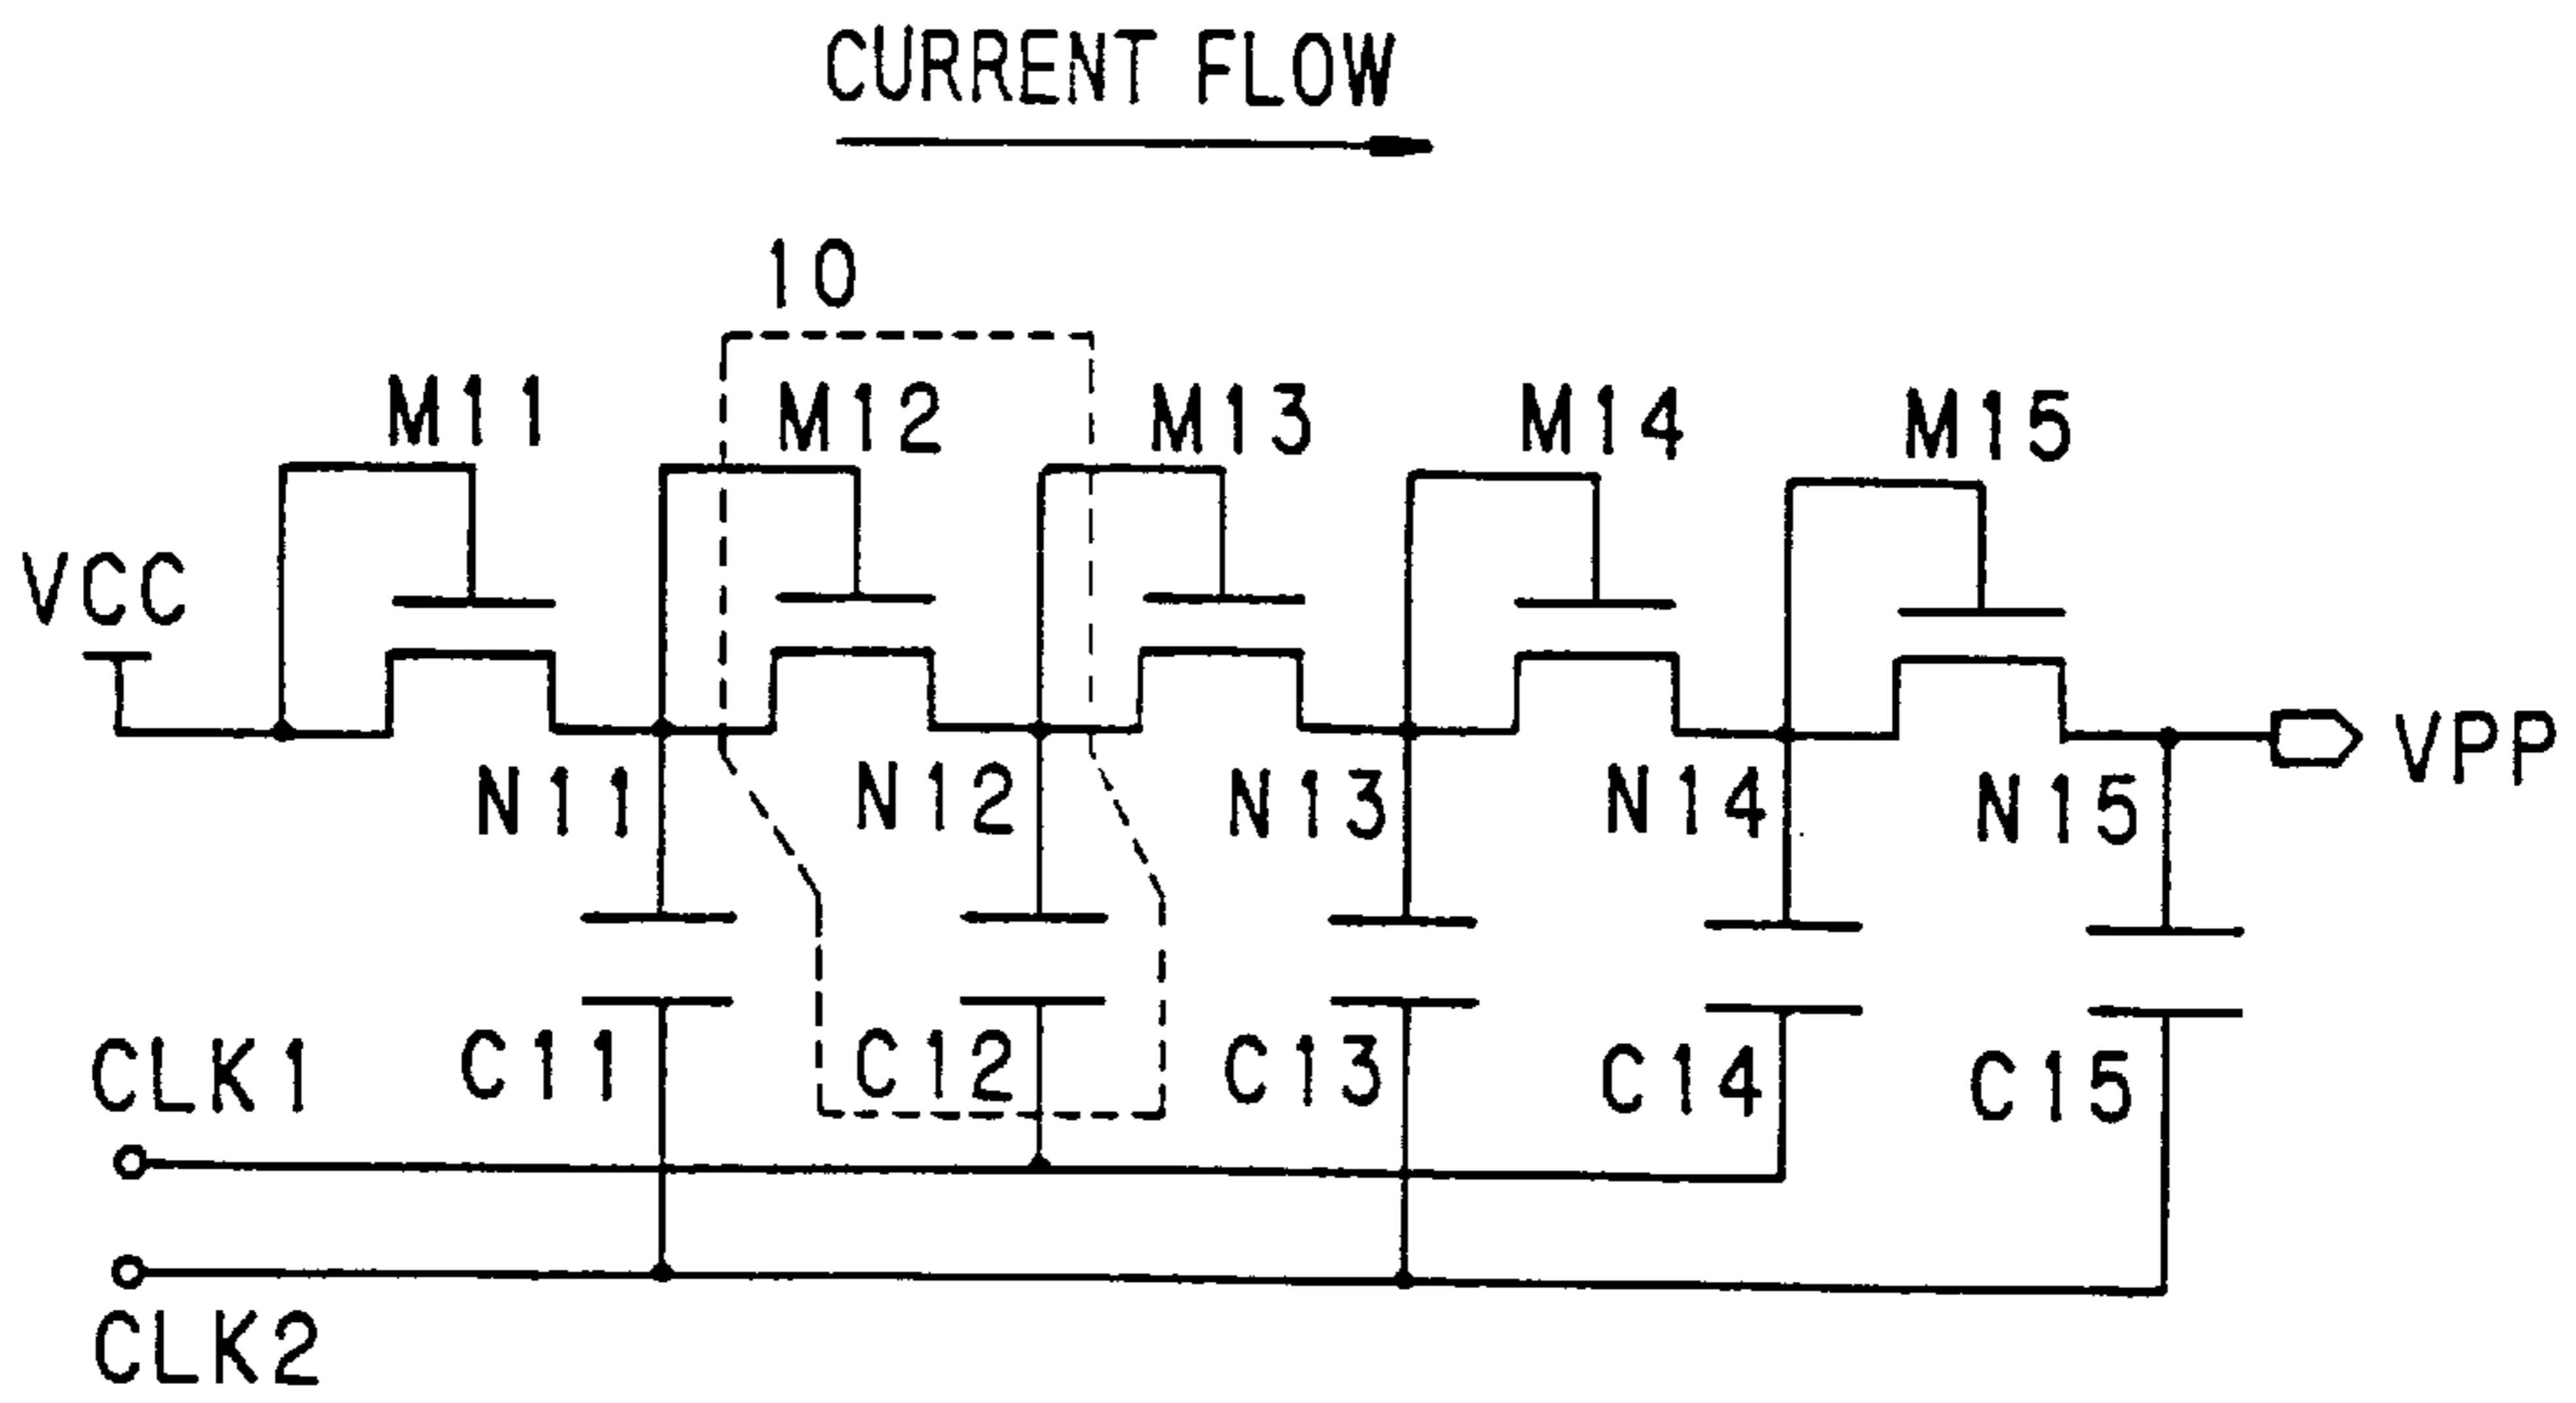 CURRENT FLOW
10
M11 M12 M13 M14 M15
VCC
VPP
N11 N12 N13 N14 N15
C11 C12 C13 C14 C15
CLK1
CLK2